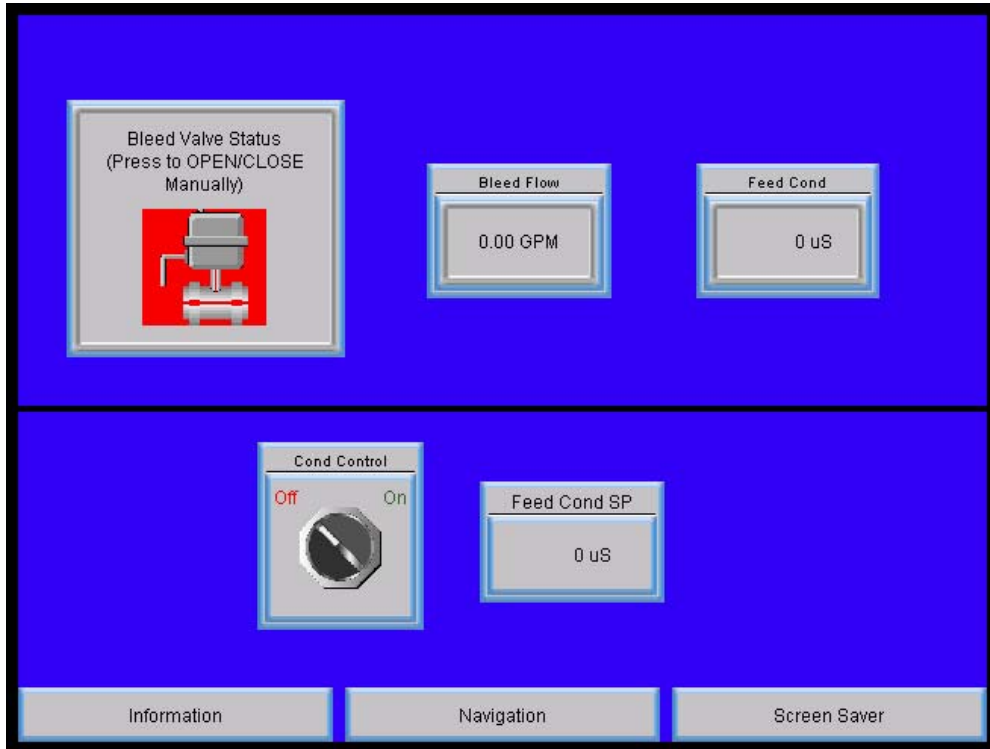 Bleed Valve Status
(Press to OPEN/CLOSE
Manually)
Bleed Flow
0.00 GPM
Feed Cond
0 uS
Cond Control
Off On
Feed Cond SP
0 uS
Information
Navigation
Screen Saver